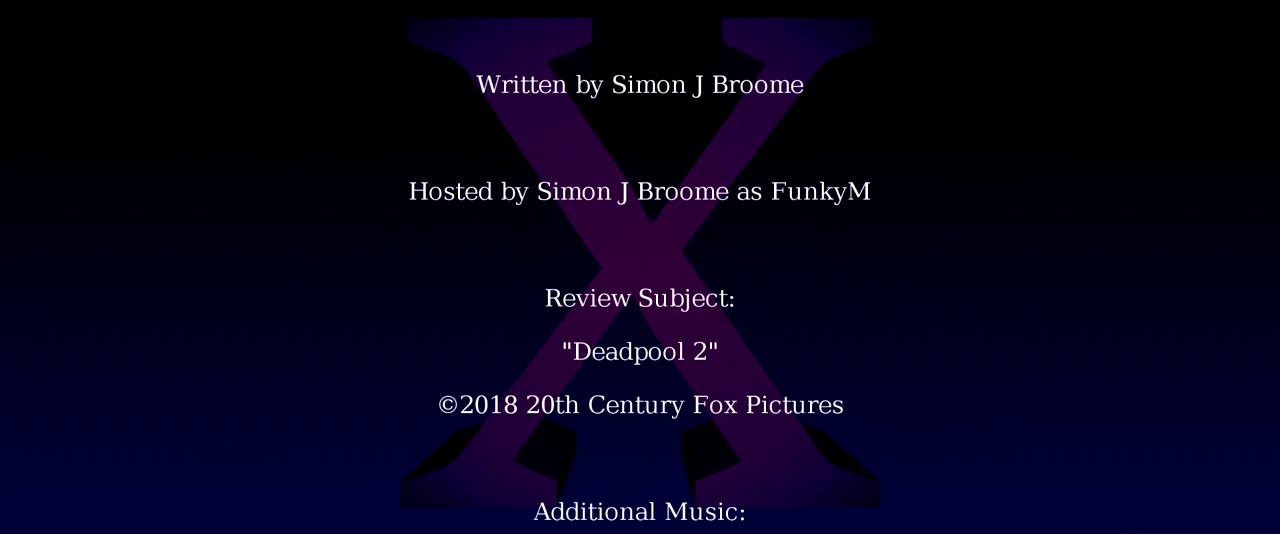 Written by Simon J Broome
Hosted by Simon J Broome as FunkyM
Review Subject:
"Deadpool 2"
©2018 20th Century Fox Pictures
Additional Music: